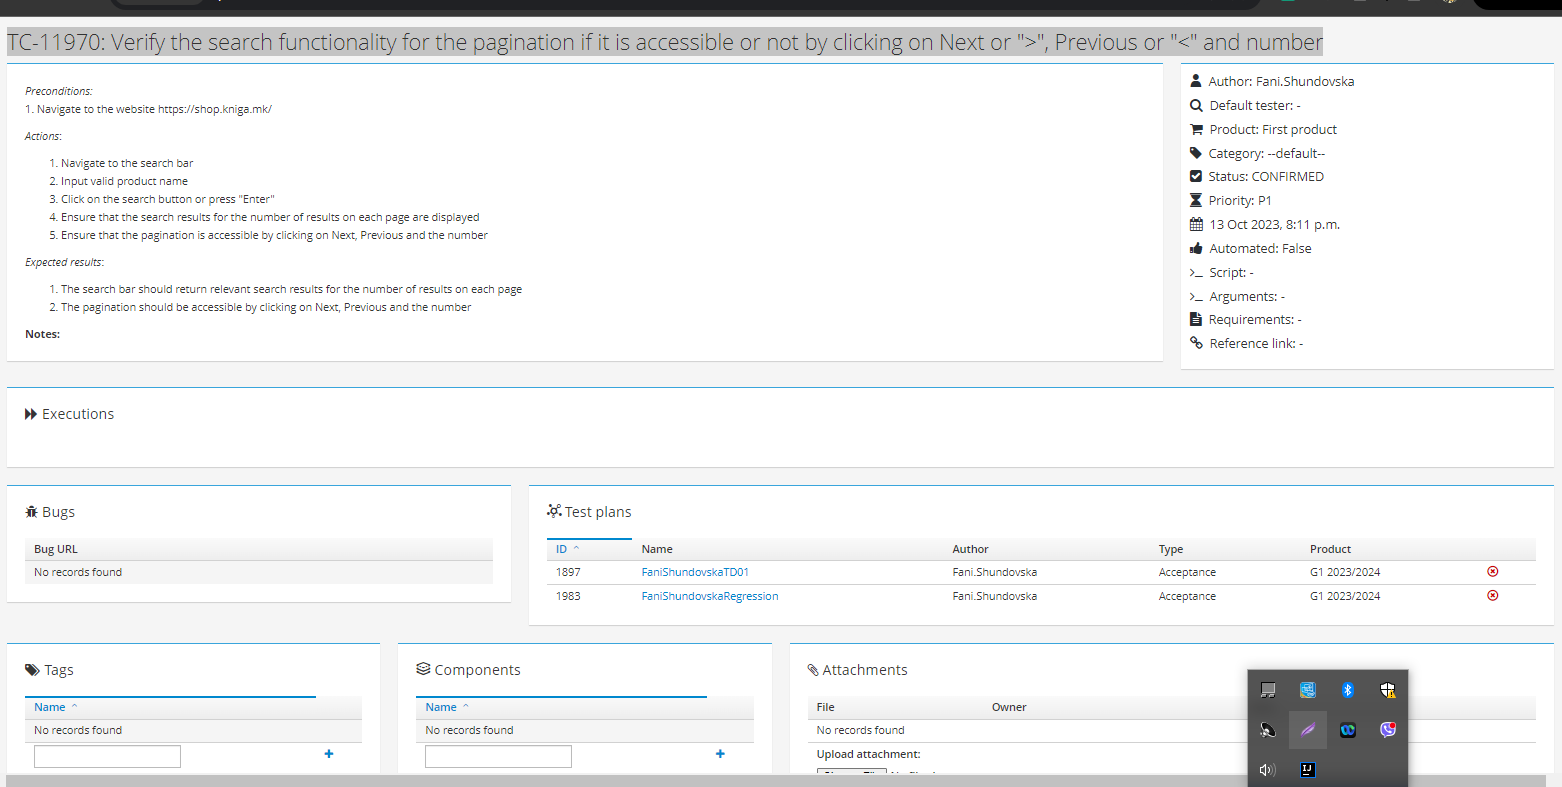 TC-11970: Verify the search functionality for the pagination if it is accessible or not by clicking on Next or ">", Previous or "<" and number
Preconditions:
1. Navigate to the website https://shop.kniga.mk/
Actions:
1. Navigate to the search bar
2. Input valid product name
3. Click on the search button or press "Enter"
4. Ensure that the search results for the number of results on each page are displayed
5. Ensure that the pagination is accessible by clicking on Next, Previous and the number
Expected results:
1. The search bar should return relevant search results for the number of results on each page
2. The pagination should be accessible by clicking on Next, Previous and the number
Notes:
Author: Fani.Shundovska
Default tester: -
Product: First product
Category: --default--
Status: CONFIRMED
Priority: P1
13 Oct 2023, 8:11 p.m.
Automated: False
Script: -
Arguments: -
Requirements: -
Reference link: -
Executions
Bugs
Bug URL
No records found
Test plans
ID Name Author Type Product
1897 FaniShundovskaTD01 Fani.Shundovska Acceptance G1 2023/2024
1983 FaniShundovskaRegression Fani.Shundovska Acceptance G1 2023/2024
Tags
Name
No records found
Components
Name
No records found
Attachments
File Owner
No records found
Upload attachment:
IJ